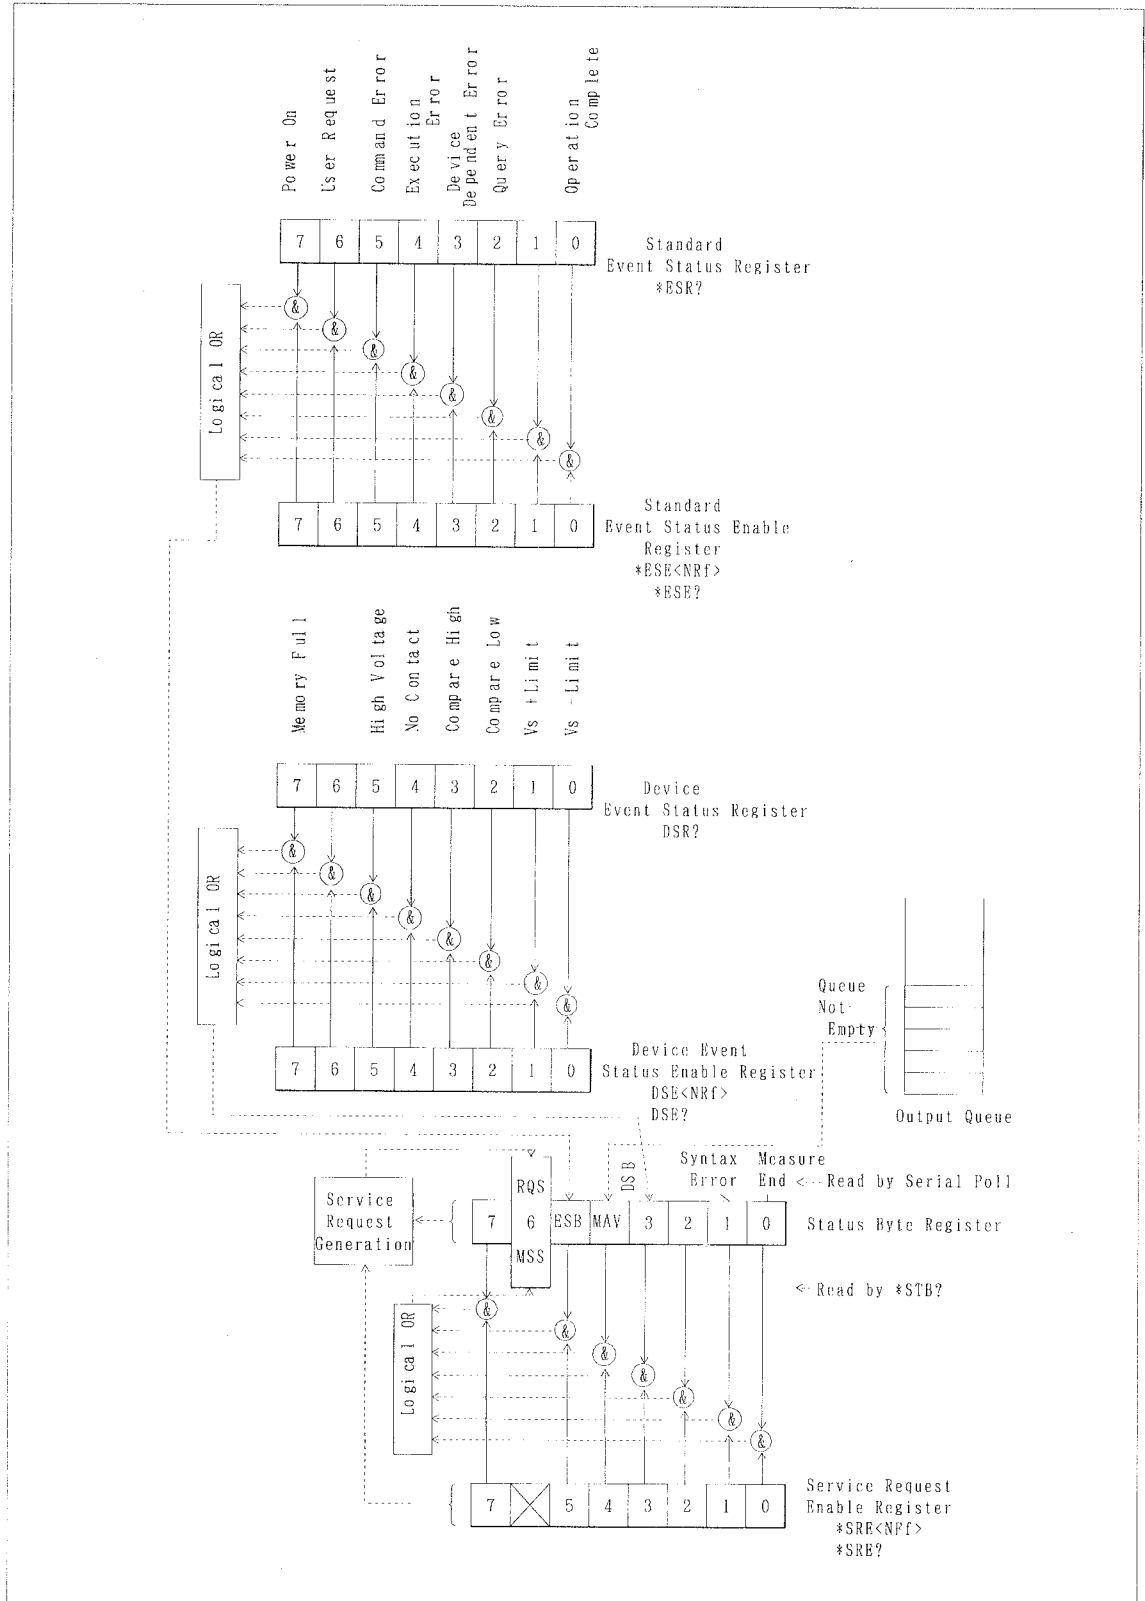 Power On
User Request
Command Error
Execution
Error
Device
Dependent Error
Query Error
Operation
Complete
7 6 5 4 3 2 1 0
Standard
Event Status Register
*ESR?
Logical OR
& & & & & & & &
7 6 5 4 3 2 1 0
Standard
Event Status Enable
Register
*ESE<NRf>
*ESE?
Memory Full
High Voltage
No Contact
Compare High
Compare Low
Vs +Limit
Vs -Limit
7 6 5 4 3 2 1 0
Device
Event Status Register
DSR?
Logical OR
& & & & & & & &
7 6 5 4 3 2 1 0
Device Event
Status Enable Register
DSE<NRf>
DSE?
Queue
Not
Empty
Output Queue
DSB
Syntax
Error
Measure
End
<--Read by Serial Poll
Service
Request
Generation
7
RQS
6
MSS
ESB MAV 3 2 1 0
Status Byte Register
<-Read by *STB?
Logical OR
& & & & & & &
7 5 4 3 2 1 0
Service Request
Enable Register
*SRE<NFf>
*SRE?